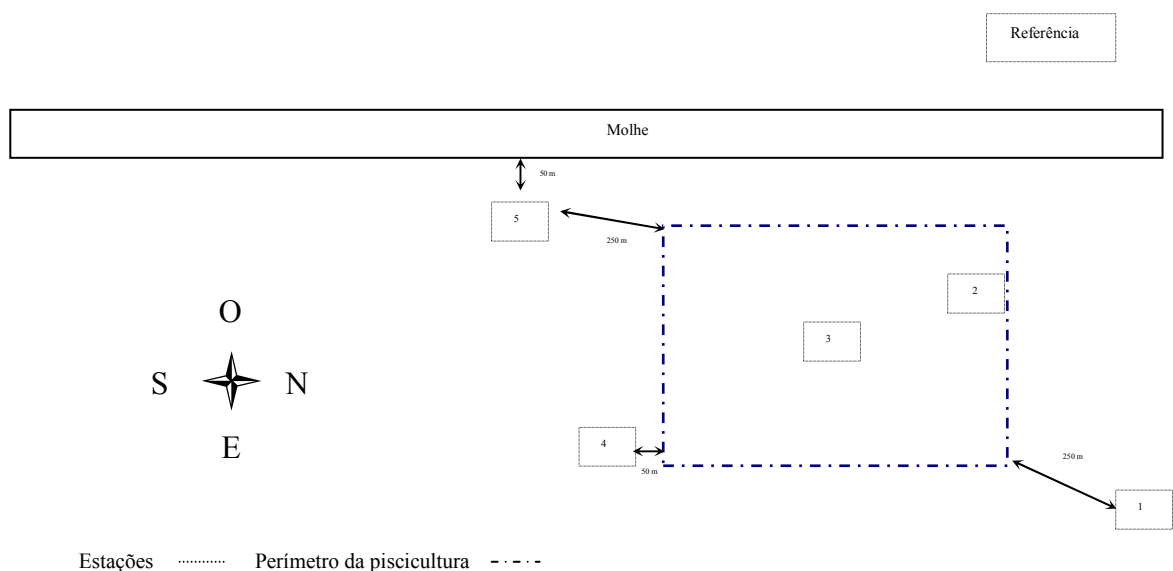 Referência
Molhe
50 m
5
250 m
2
3
O
S N
E
4
50 m
250 m
1
Estações Perímetro da piscicultura